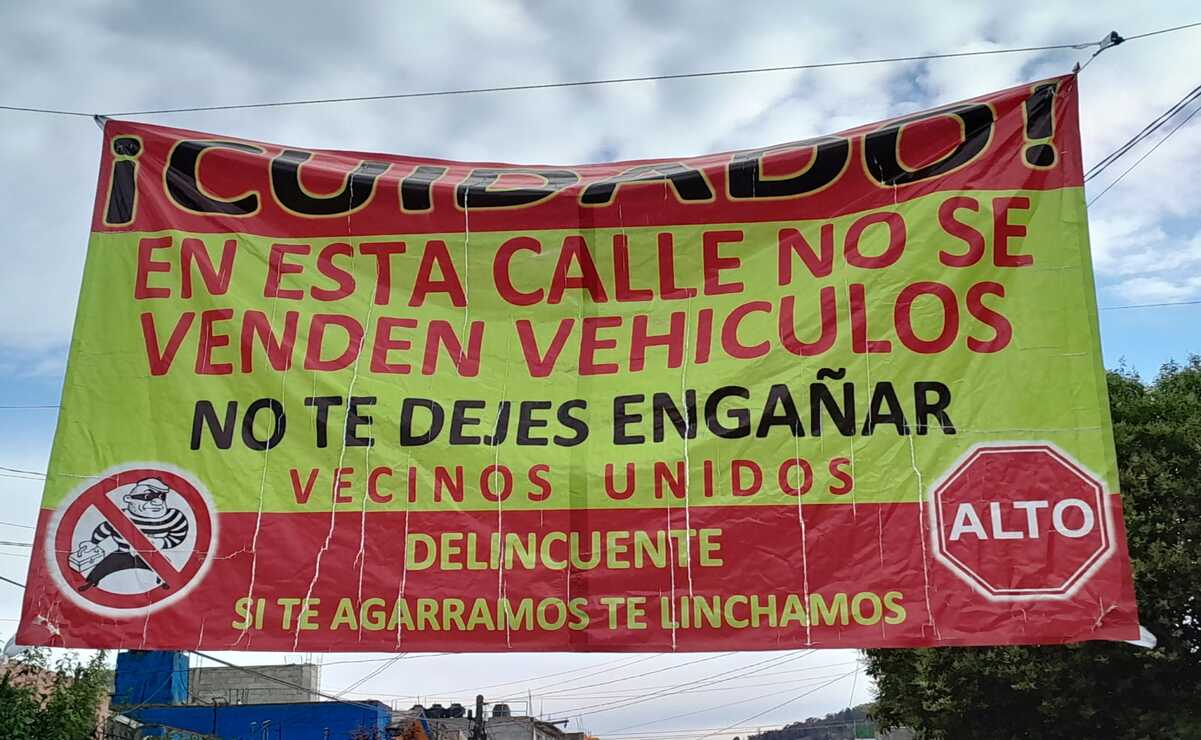 ¡CUIDADO!
EN ESTA CALLE NO SE
VENDEN VEHICULOS
NO TE DEJES ENGAÑAR
VECINOS UNIDOS
ALTO
DELINCUENTE
SI TE AGARRAMOS TE LINCHAMOS